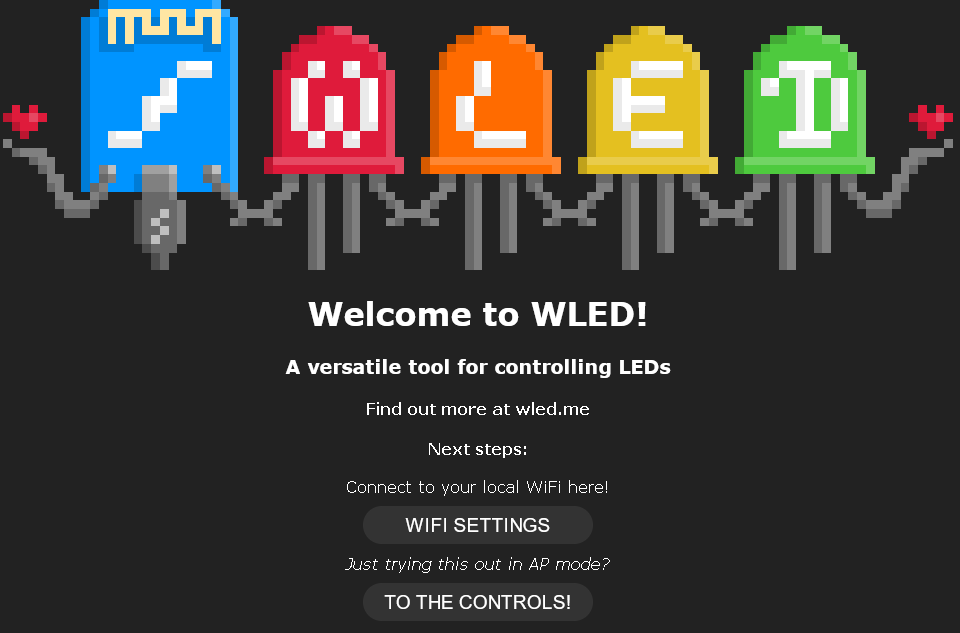 WLED
Welcome to WLED!
A versatile tool for controlling LEDs
Find out more at wled.me
Next steps:
Connect to your local WiFi here!
WIFI SETTINGS
Just trying this out in AP mode?
TO THE CONTROLS!